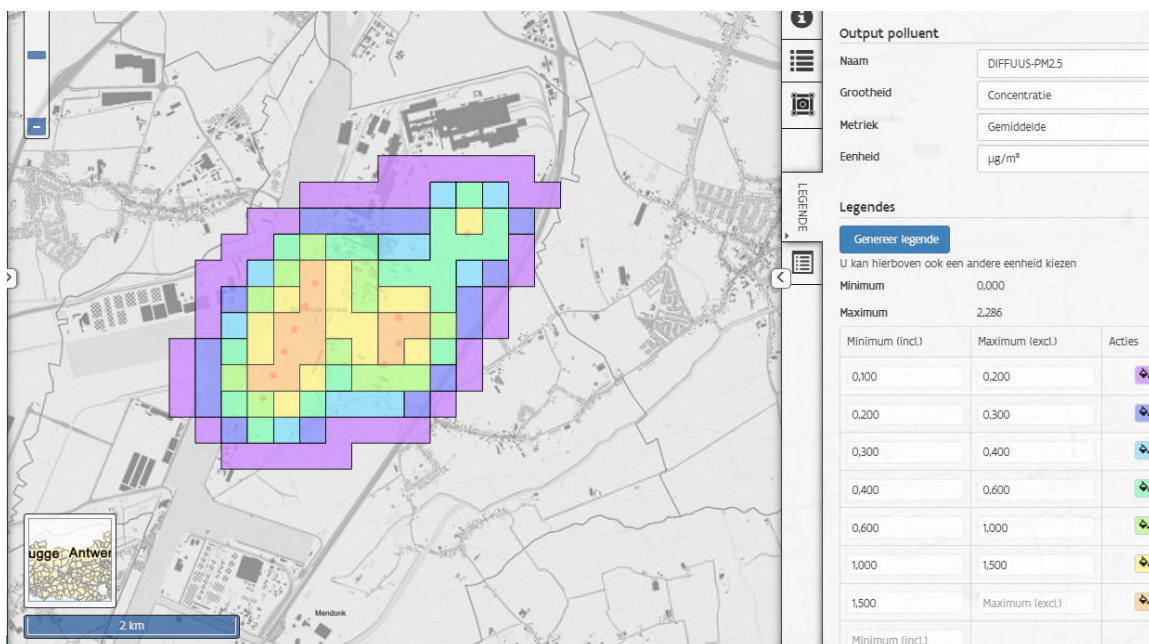 Output polluent
Naam
DIFFUUS-PM2.5
Grootheid
Concentratie
Metriek
Gemiddelde
Eenheid
µg/m³
LEGENDE
Legendes
Genereer legende
U kan hierboven ook een andere eenheid kiezen
Minimum
0,000
Maximum
2,286
Minimum (incl.)
Maximum (excl.)
Acties
0,100
0,200
0,200
0,300
0,300
0,400
0,400
0,600
0,600
1,000
1,000
1,500
1,500
Maximum (excl.)
Minimum (incl.)
ugge Antwer
2 km
Mendonk